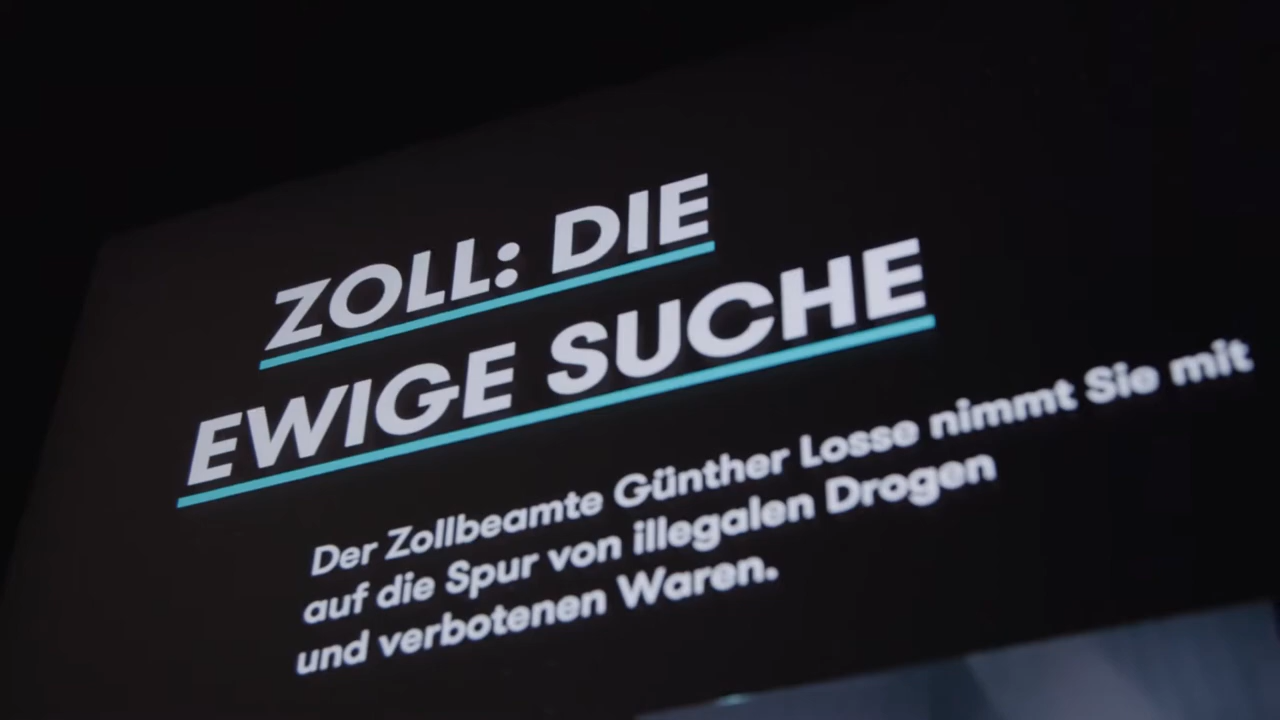 ZOLL: DIE
EWIGE SUCHE
Der Zollbeamte Günther Losse nimmt Sie mit
auf die Spur von illegalen Drogen
und verbotenen Waren.